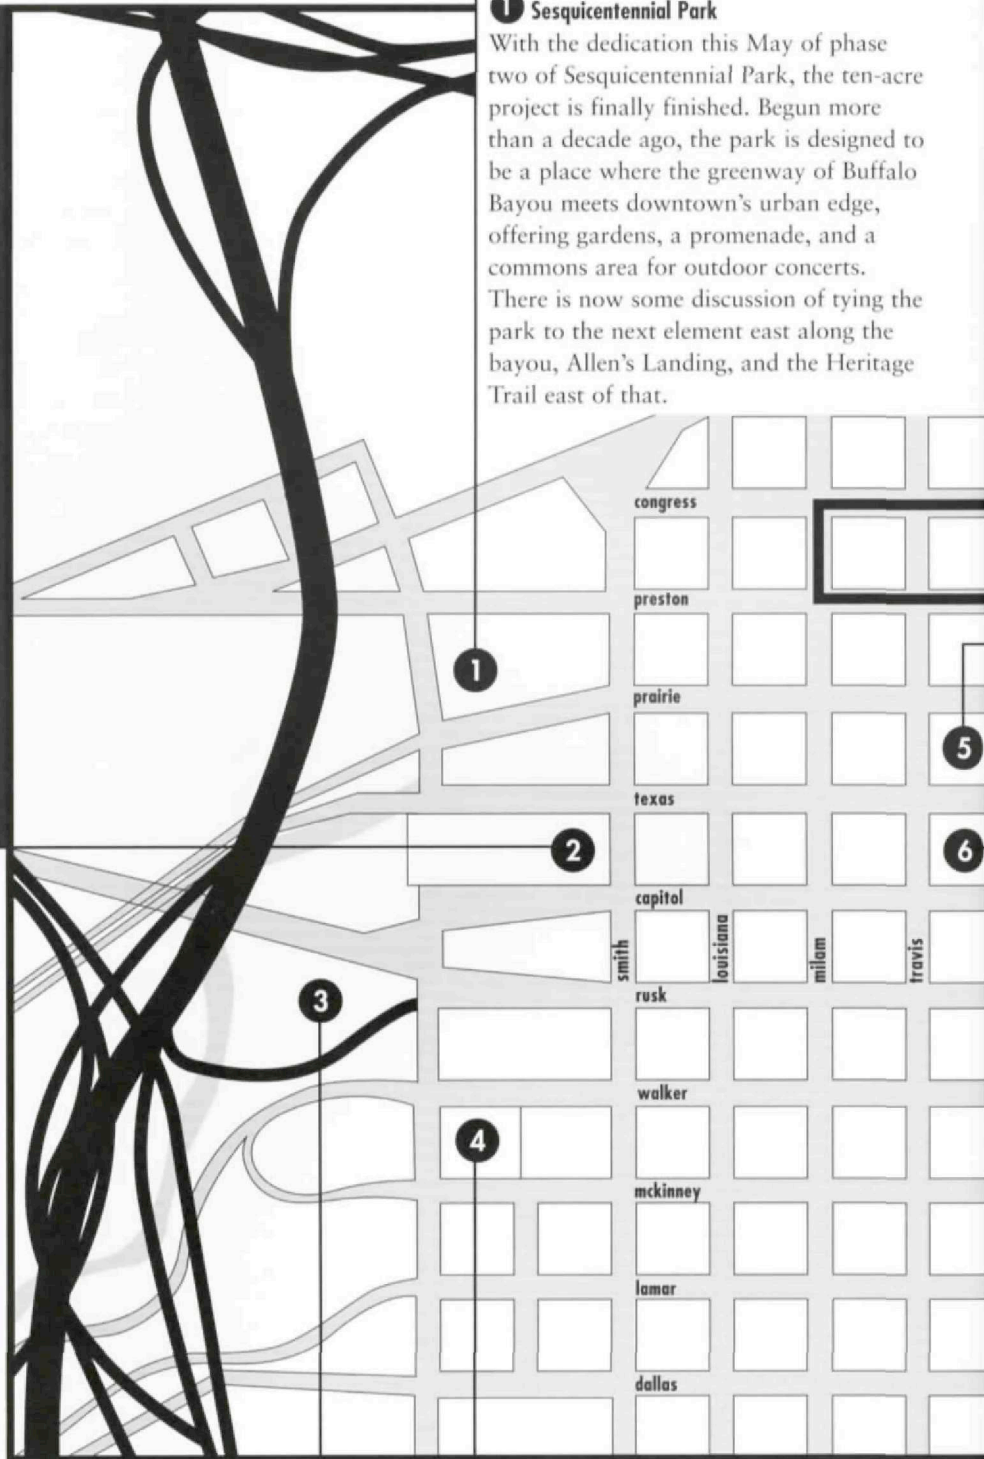 1 Sesquicentennial Park
With the dedication this May of phase
two of Sesquicentennial Park, the ten-acre
project is finally finished. Begun more
than a decade ago, the park is designed to
be a place where the greenway of Buffalo
Bayou meets downtown's urban edge,
offering gardens, a promenade, and a
commons area for outdoor concerts.
There is now some discussion of tying the
park to the next element east along the
bayou, Allen's Landing, and the Heritage
Trail east of that.
congress
preston
1
prairie
5
texas
2
6
capitol
smith
louisiana
milam
travis
3
rusk
walker
4
mckinney
lamar
dallas